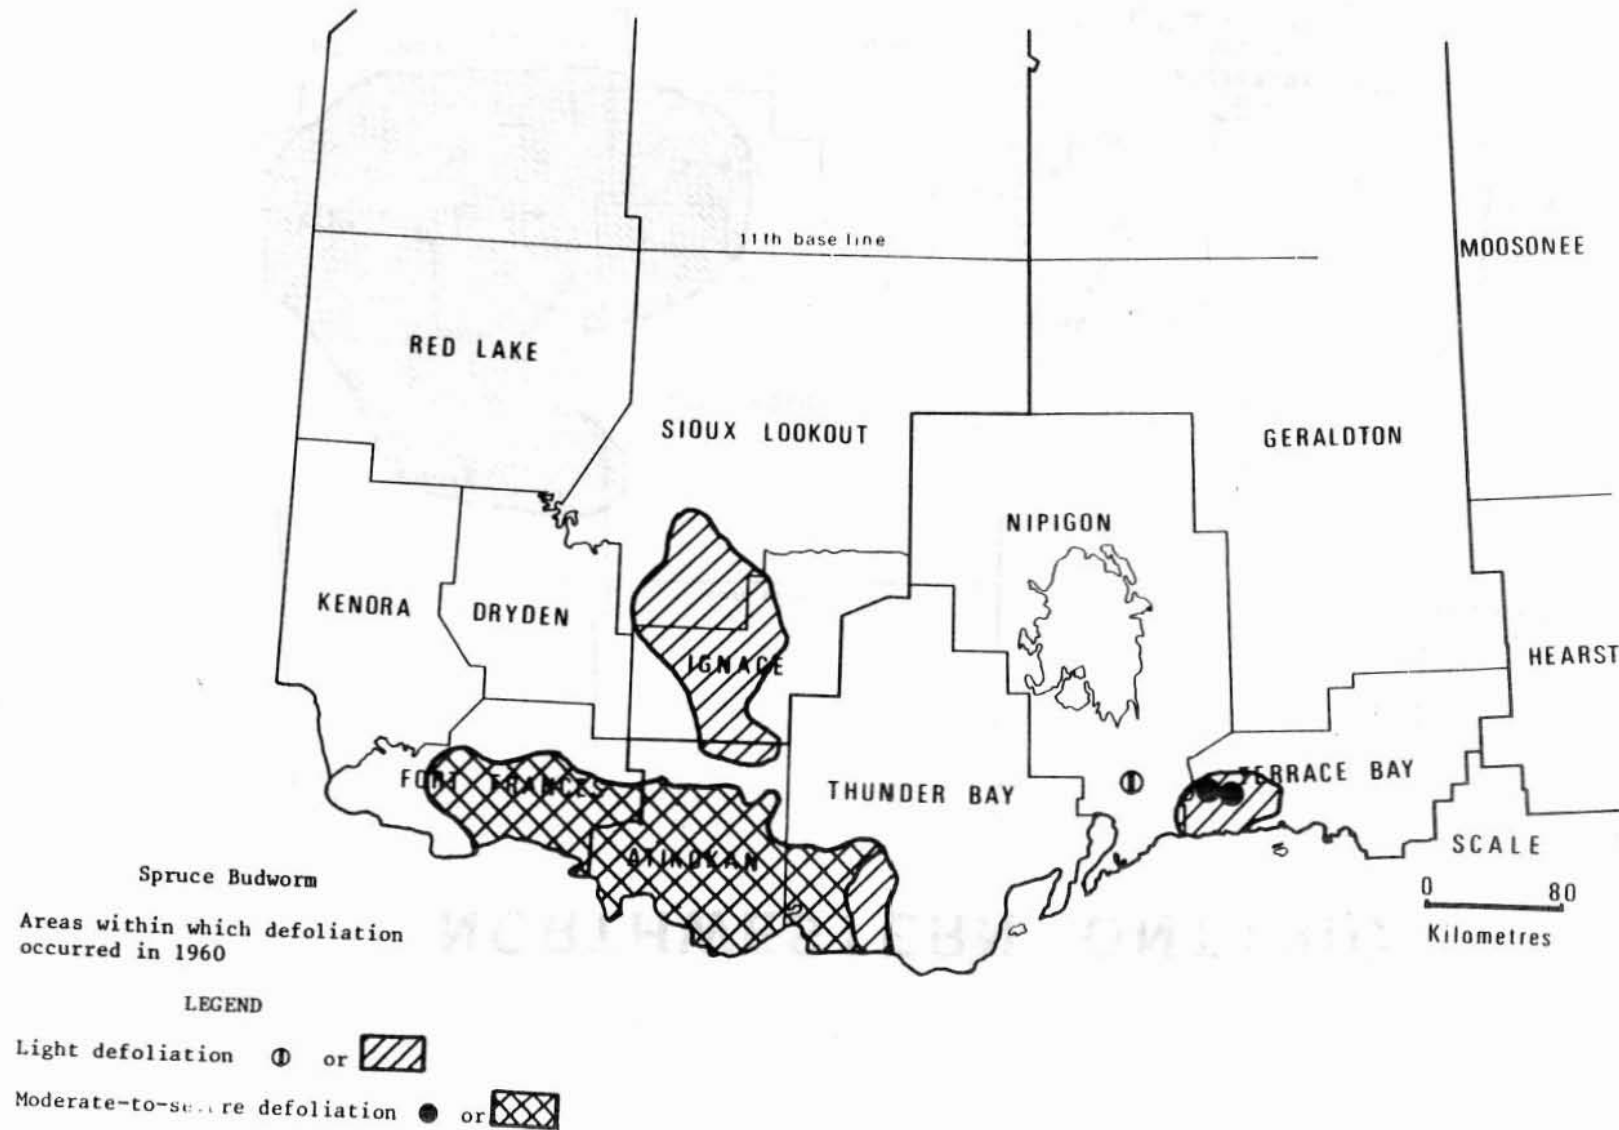 11th base line
MOOSONEE
RED LAKE
SIOUX LOOKOUT
GERALDTON
NIPIGON
KENORA
DRYDEN
HEARST
IGNACE
FORT FRANCES
THUNDER BAY
TERRACE BAY
ATIKOKAN
SCALE
0 80
Kilometres
Spruce Budworm
Areas within which defoliation
occurred in 1960
LEGEND
Light defoliation or
Moderate-to- defoliation or